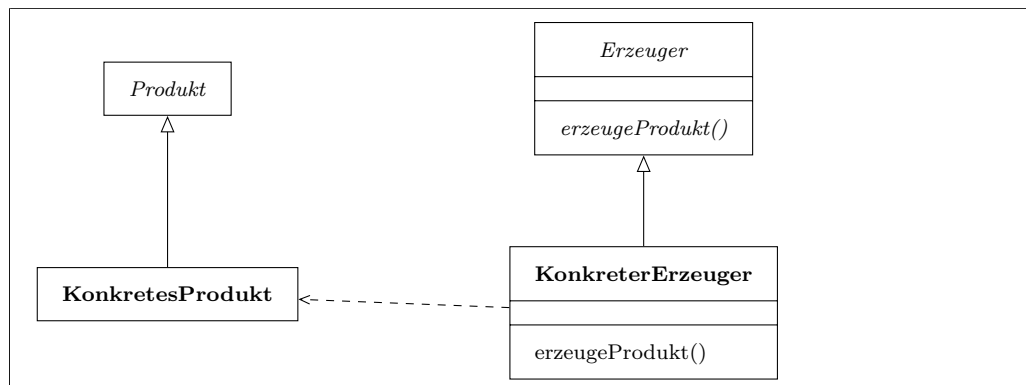 Erzeuger
Produkt
erzeugeProdukt()
KonkreterErzeuger
KonkretesProdukt
erzeugeProdukt()